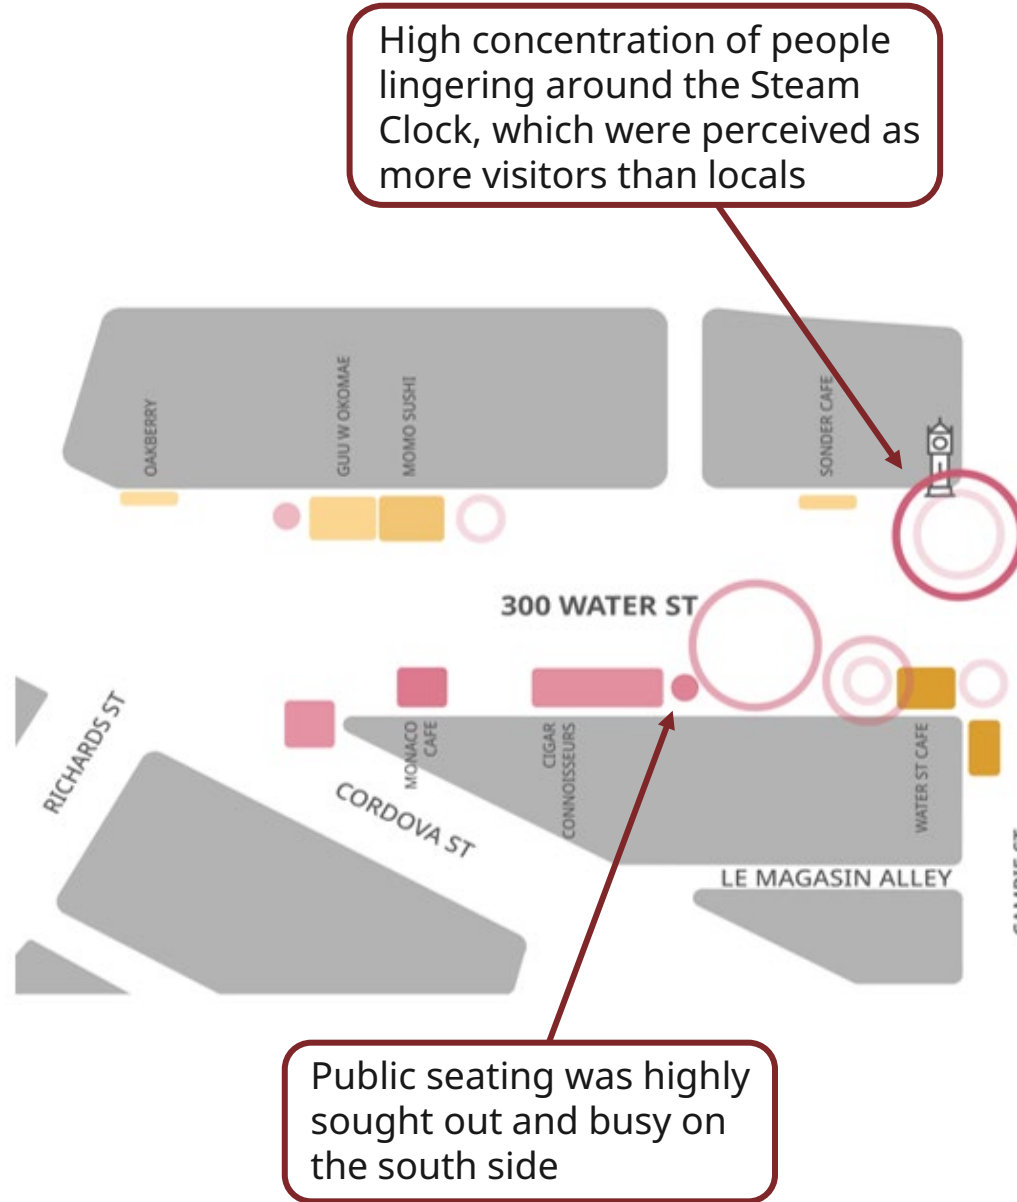 High concentration of people
lingering around the Steam
Clock, which were perceived as
more visitors than locals
OAKBERRY
GUU W OKOMAE
MOMO SUSHI
SONDER CAFE
300 WATER ST
RICHARDS ST
MONACO
CAFE
CIGAR
CONNOISSEURS
WATER ST CAFE
CORDOVA ST
LE MAGASIN ALLEY
Public seating was highly
sought out and busy on
the south side